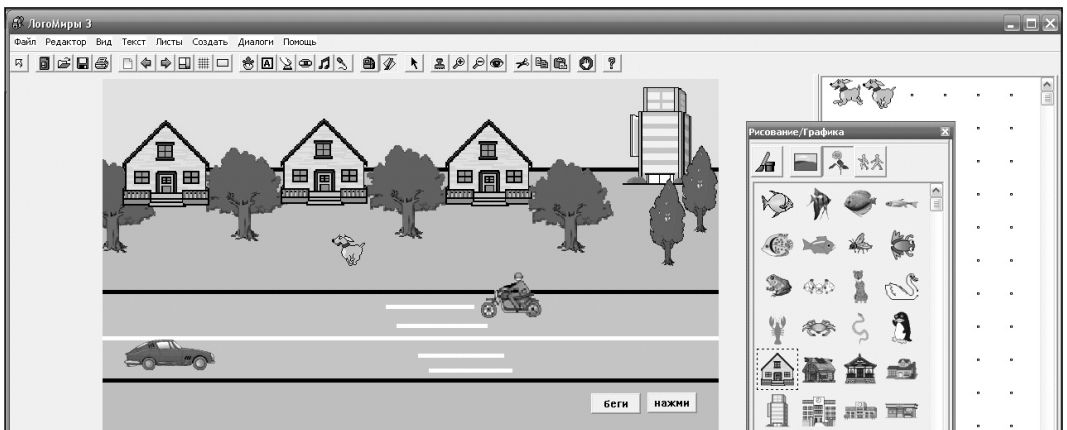 ЛогоМиры 3
Файл Редактор Вид Текст Листы Создать Диалоги Помощь
Рисование/Графика
беги нажми